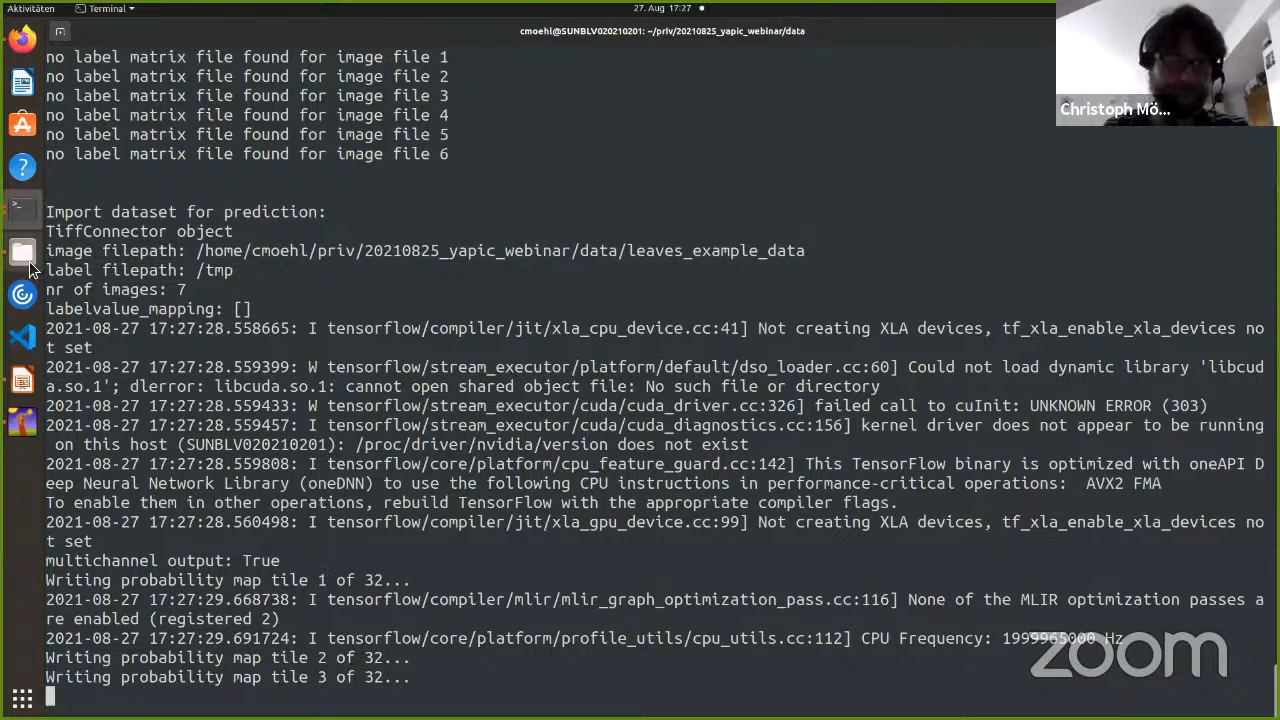 Aktivitäten
Terminal
27. Aug 17:27
cmoehl@SUNBLV020210201: ~/priv/20210825_yapic_webinar/data
no label matrix file found for image file 1
no label matrix file found for image file 2
no label matrix file found for image file 3
no label matrix file found for image file 4
no label matrix file found for image file 5
no label matrix file found for image file 6
Christoph Mö...
Import dataset for prediction:
TiffConnector object
image filepath: /home/cmoehl/priv/20210825_yapic_webinar/data/leaves_example_data
label filepath: /tmp
nr of images: 7
labelvalue_mapping: []
2021-08-27 17:27:28.558665: I tensorflow/compiler/jit/xla_cpu_device.cc:41] Not creating XLA devices, tf_xla_enable_xla_devices no
t set
2021-08-27 17:27:28.559399: W tensorflow/stream_executor/platform/default/dso_loader.cc:60] Could not load dynamic library 'libcud
a.so.1'; dlerror: libcuda.so.1: cannot open shared object file: No such file or directory
2021-08-27 17:27:28.559433: W tensorflow/stream_executor/cuda/cuda_driver.cc:326] failed call to cuInit: UNKNOWN ERROR (303)
2021-08-27 17:27:28.559457: I tensorflow/stream_executor/cuda/cuda_diagnostics.cc:156] kernel driver does not appear to be running
on this host (SUNBLV020210201): /proc/driver/nvidia/version does not exist
2021-08-27 17:27:28.559808: I tensorflow/core/platform/cpu_feature_guard.cc:142] This TensorFlow binary is optimized with oneAPI D
eep Neural Network Library (oneDNN) to use the following CPU instructions in performance-critical operations:  AVX2 FMA
To enable them in other operations, rebuild TensorFlow with the appropriate compiler flags.
2021-08-27 17:27:28.560498: I tensorflow/compiler/jit/xla_gpu_device.cc:99] Not creating XLA devices, tf_xla_enable_xla_devices no
t set
multichannel output: True
Writing probability map tile 1 of 32...
2021-08-27 17:27:29.668738: I tensorflow/compiler/mlir/mlir_graph_optimization_pass.cc:116] None of the MLIR optimization passes a
re enabled (registered 2)
2021-08-27 17:27:29.691724: I tensorflow/core/platform/profile_utils/cpu_utils.cc:112] CPU Frequency: 1999965000 Hz
Writing probability map tile 2 of 32...
Writing probability map tile 3 of 32...
zoom